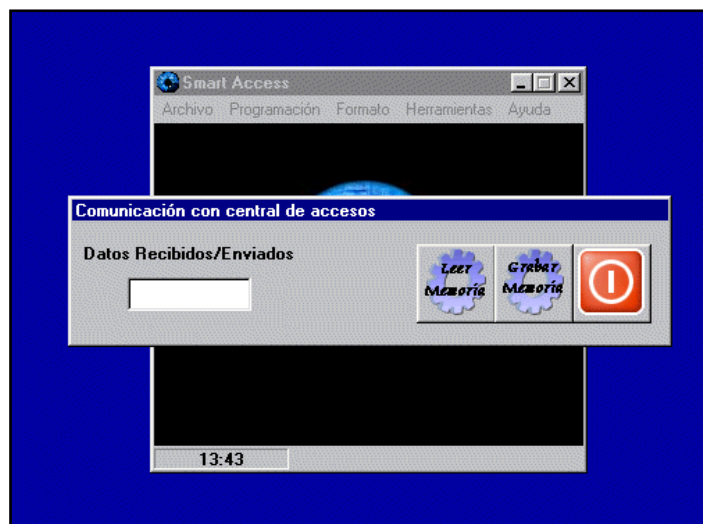 Smart Access
Archivo Programación Formato Herramientas Ayuda
Comunicación con central de accesos
Datos Recibidos/Enviados
Leer Memoria
Grabar Memoria
13:43